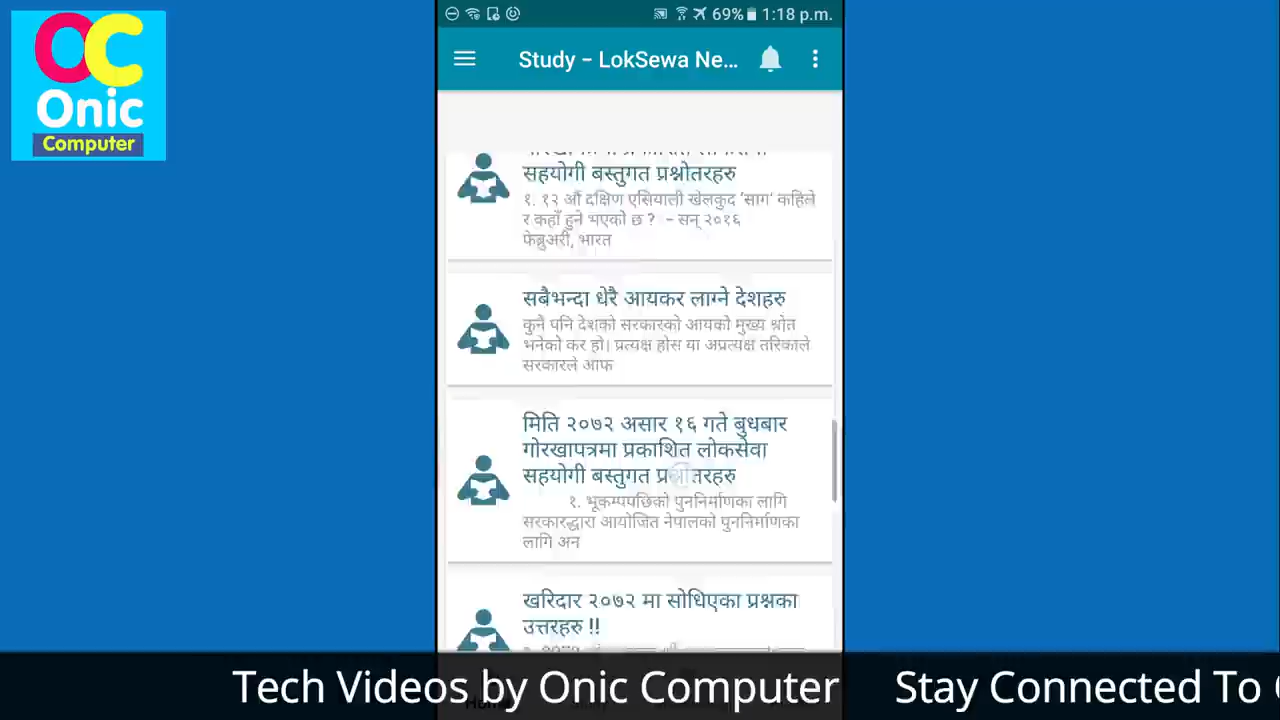 OC
Onic
Computer
69% 1:18 p.m.
Study - LokSewa Ne...
सहयोगी बस्तुगत प्रश्नोतरहरु
१. १२ औं दक्षिण एसियाली खेलकुद 'साग' कहिले
र कहाँ हुने भएको छ ? - सन् २०१६
फेब्रुअरी, भारत
सबैभन्दा धेरै आयकर लाग्ने देशहरु
कुनै पनि देशको सरकारको आयको मुख्य श्रोत
भनेको कर हो। प्रत्यक्ष होस या अप्रत्यक्ष तरिकाले
सरकारले आफ
मिति २०७२ असार १६ गते बुधबार
गोरखापत्रमा प्रकाशित लोकसेवा
सहयोगी बस्तुगत प्रश्नोतरहरु
१. भूकम्पपछिको पुननिर्माणका लागि
सरकारद्धारा आयोजित नेपालको पुननिर्माणका
लागि अन
खरिदार २०७२ मा सोधिएका प्रश्नका
उत्तरहरु !!
Tech Videos by Onic Computer Stay Connected To